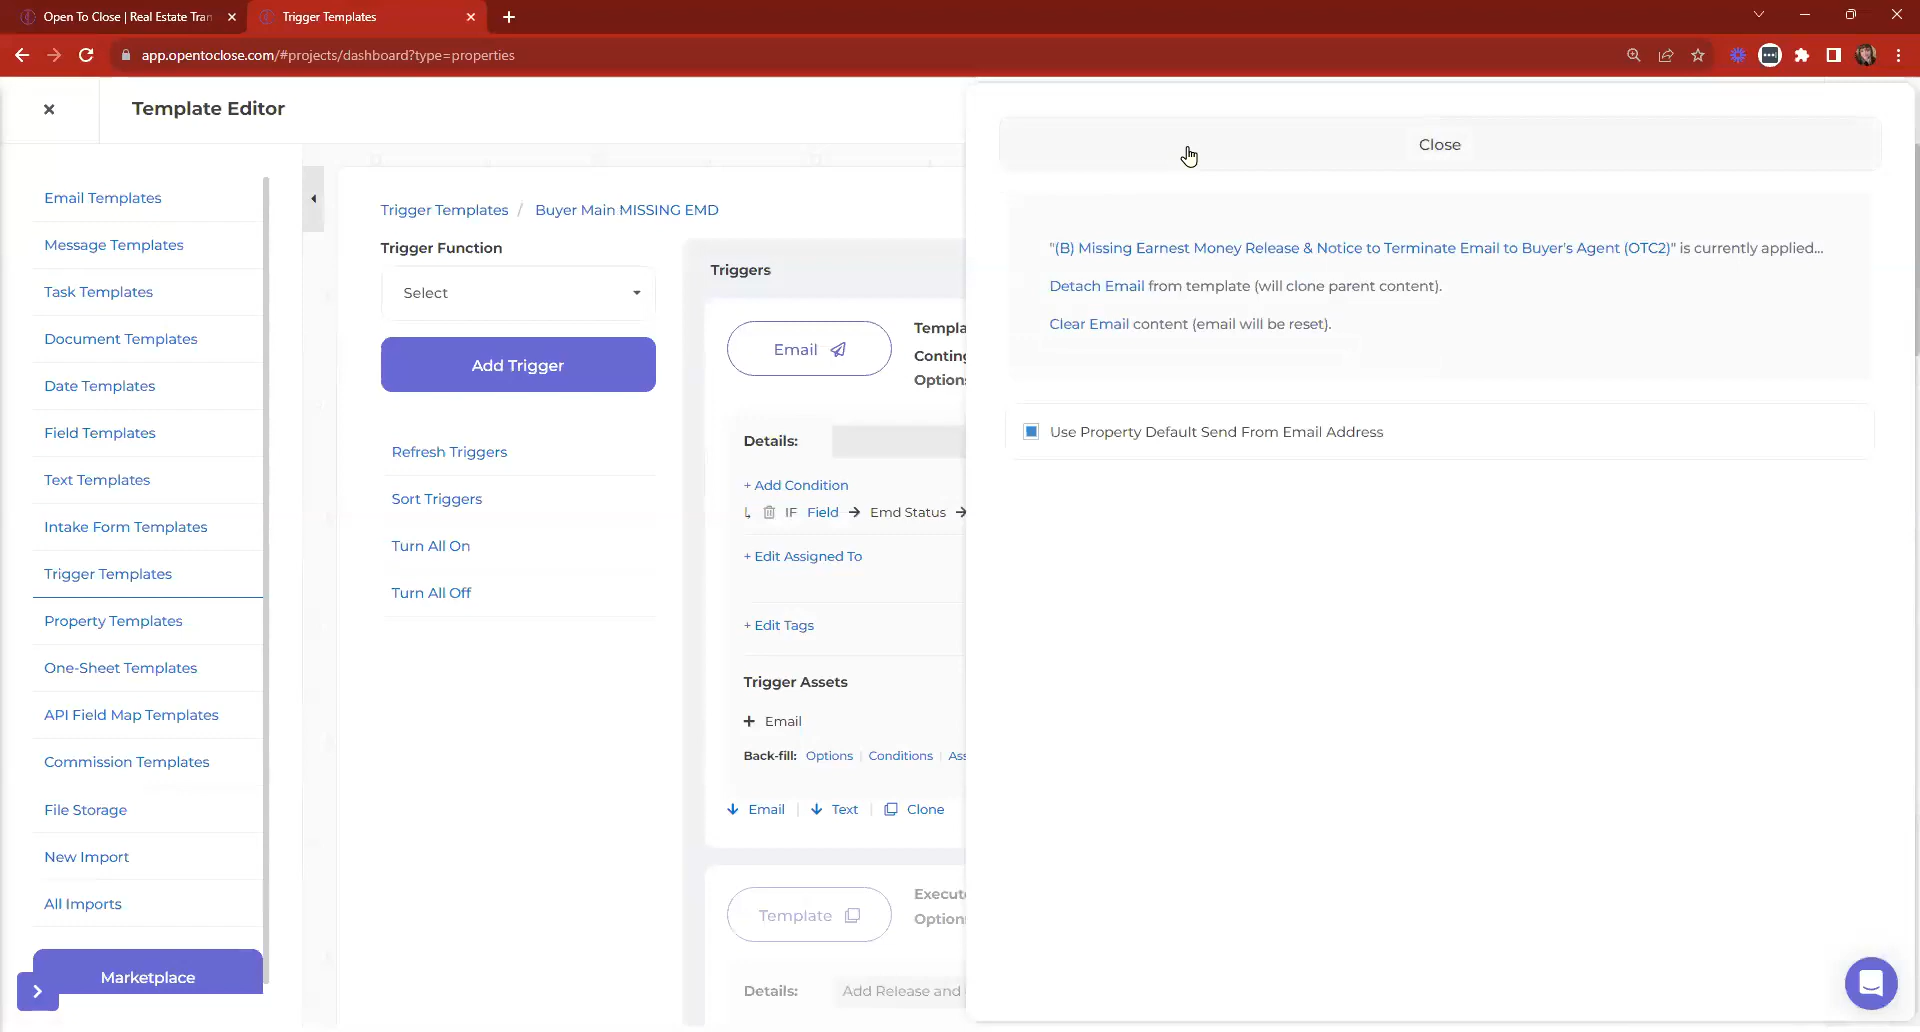 Open To Close | Real Estate Tran
Trigger Templates
app.opentoclose.com/#projects/dashboard?type=properties
Template Editor
Close
Email Templates
Message Templates
Task Templates
Document Templates
Date Templates
Field Templates
Text Templates
Intake Form Templates
Trigger Templates
Property Templates
One-Sheet Templates
API Field Map Templates
Commission Templates
File Storage
New Import
All Imports
Marketplace
Trigger Templates / Buyer Main MISSING EMD
Trigger Function
Select
Add Trigger
Refresh Triggers
Sort Triggers
Turn All On
Turn All Off
Triggers
Email
Templa
Conting
Option
Details:
+ Add Condition
IF Field → Emd Status →
+ Edit Assigned To
+ Edit Tags
Trigger Assets
+ Email
Back-fill: Options | Conditions | Ass
Email | Text | Clone
Template
Execut
Option
Details: Add Release and
"(B) Missing Earnest Money Release & Notice to Terminate Email to Buyer's Agent (OTC2)" is currently applied...
Detach Email from template (will clone parent content).
Clear Email content (email will be reset).
Use Property Default Send From Email Address